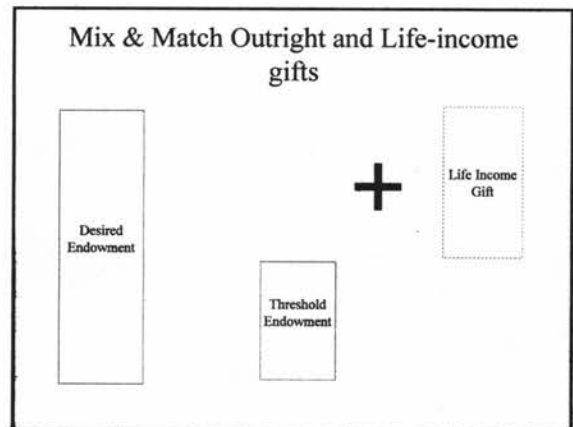 Mix & Match Outright and Life-income
gifts
Desired
Endowment
Threshold
Endowment
Life Income
Gift